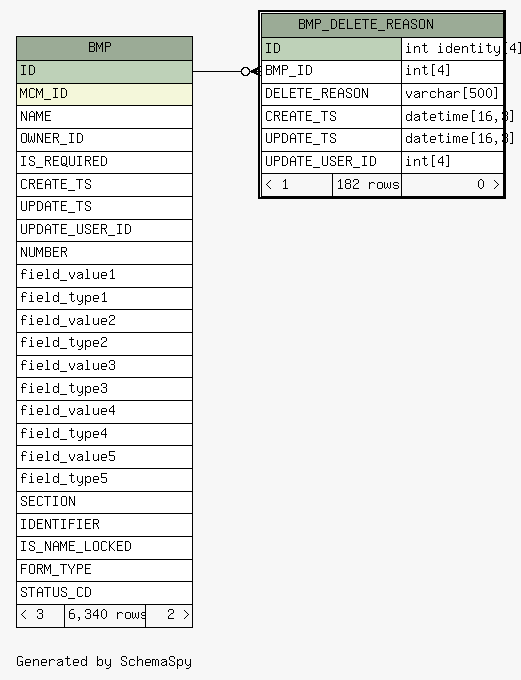 BMP
ID
MCM_ID
NAME
OWNER_ID
IS_REQUIRED
CREATE_TS
UPDATE_TS
UPDATE_USER_ID
NUMBER
field_value1
field_type1
field_value2
field_type2
field_value3
field_type3
field_value4
field_type4
field_value5
field_type5
SECTION
IDENTIFIER
IS_NAME_LOCKED
FORM_TYPE
STATUS_CD
< 3 6,340 rows 2 >
BMP_DELETE_REASON
ID int identity[4]
BMP_ID int[4]
DELETE_REASON varchar[500]
CREATE_TS datetime[16,3]
UPDATE_TS datetime[16,3]
UPDATE_USER_ID int[4]
< 1 182 rows 0 >
Generated by SchemaSpy